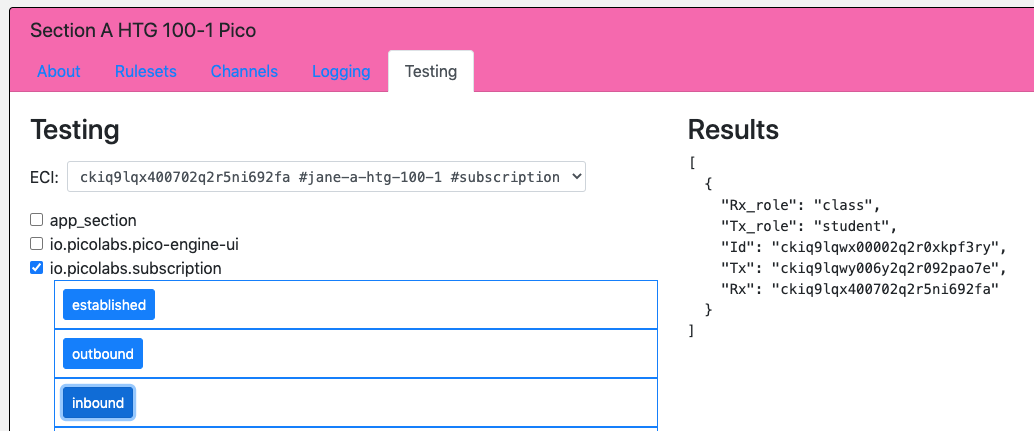 Section A HTG 100-1 Pico
About Rulesets Channels Logging Testing
Testing
ECI: ckiq9lqx400702q2r5ni692fa #jane-a-htg-100-1 #subscription
app_section
io.picolabs.pico-engine-ui
io.picolabs.subscription
established
outbound
inbound
Results
[
{
"Rx_role": "class",
"Tx_role": "student",
"Id": "ckiq9lqwx00002q2r0xkpf3ry",
"Tx": "ckiq9lqwy006y2q2r092pao7e",
"Rx": "ckiq9lqx400702q2r5ni692fa"
}
]